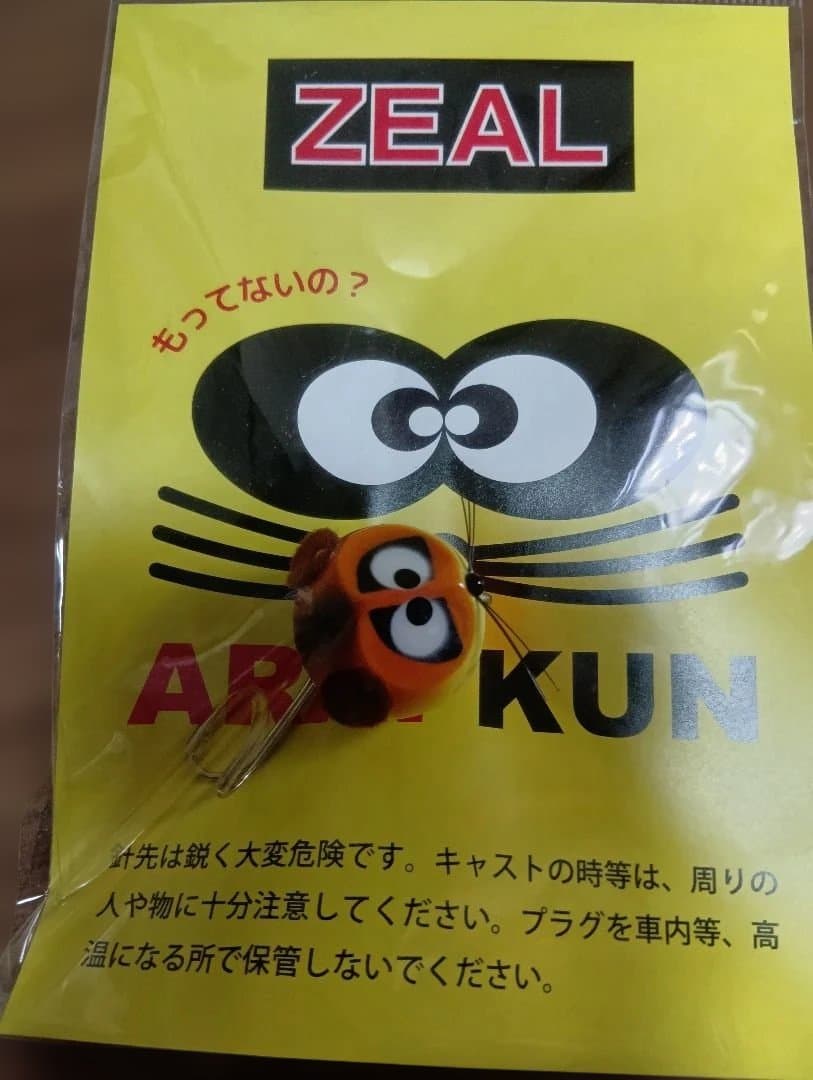 ZEAL
もってないの？
KUN
針先は鋭く大変危険です。キャストの時等は、周りの
人や物に十分注意してください。プラグを車内等、高
温になる所で保管しないでください。